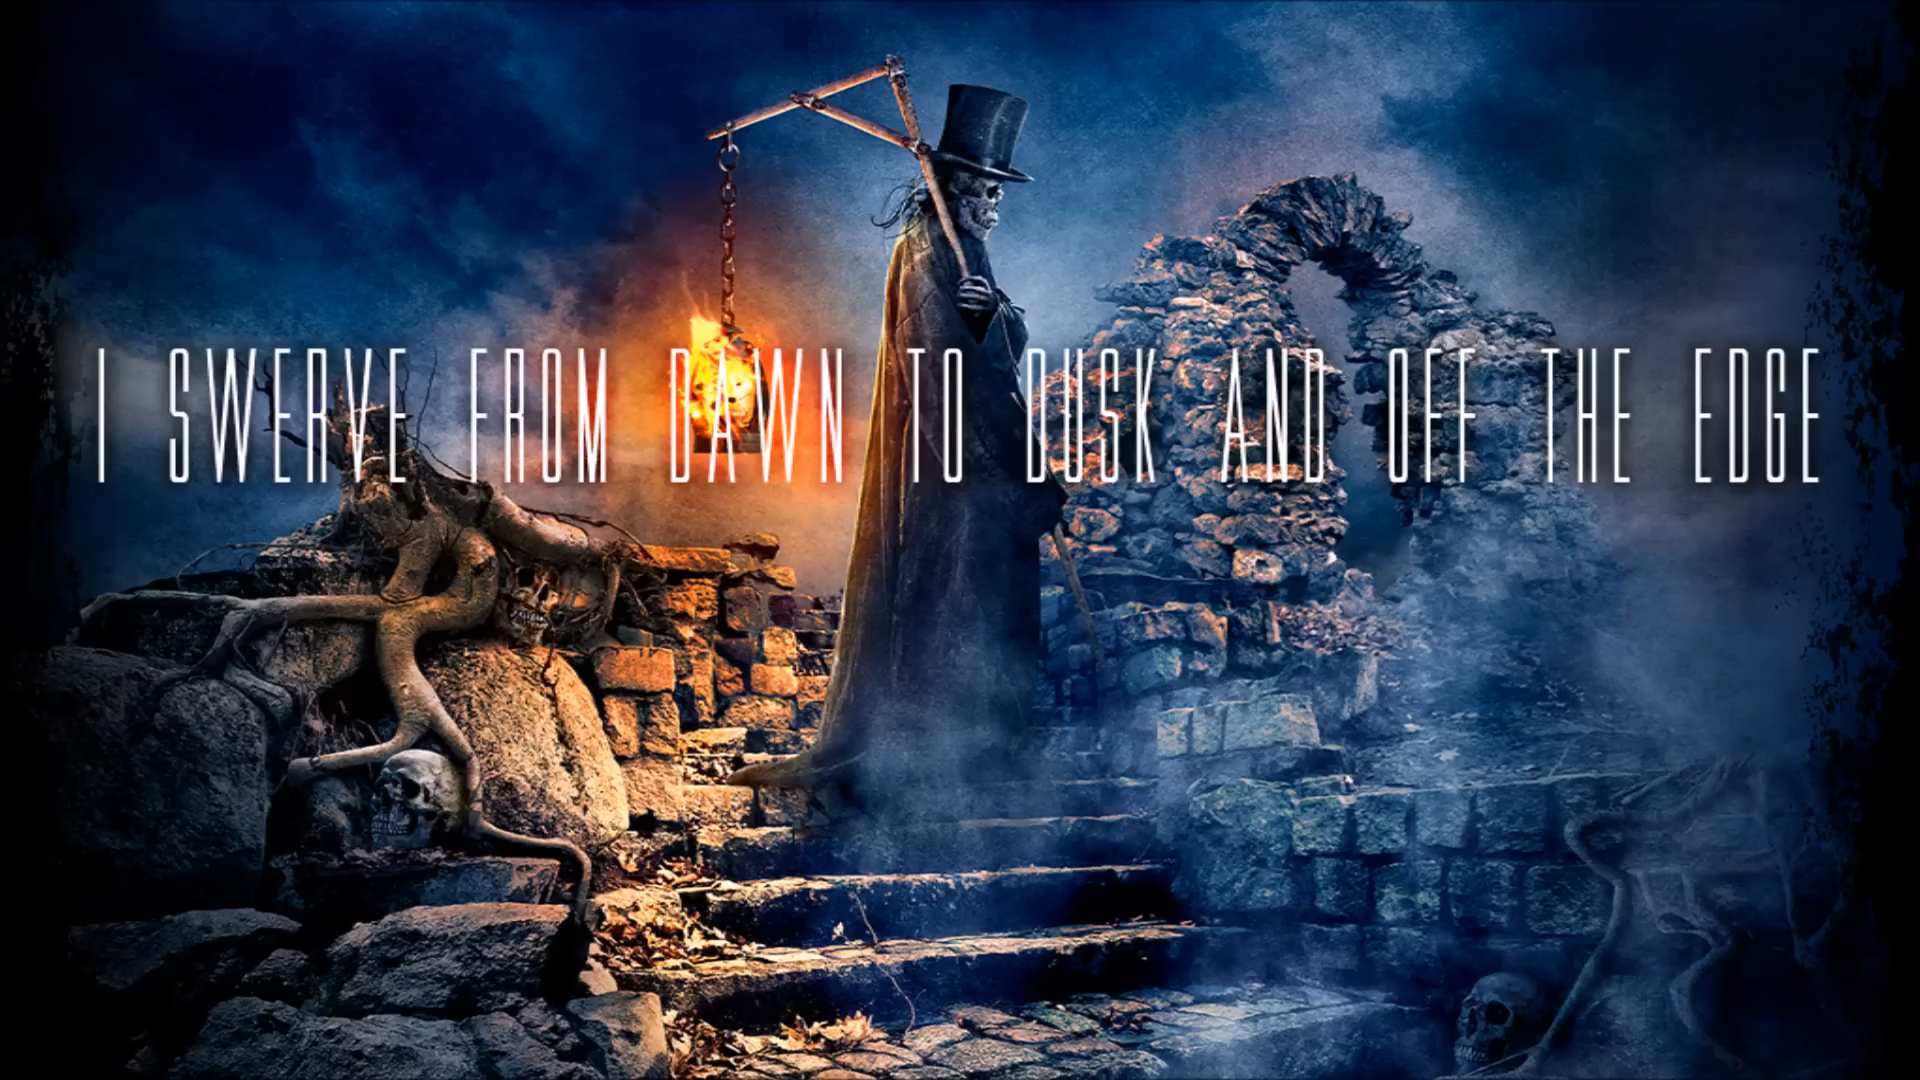 I SWERVE FROM DAWN TO DUSK AND OFF THE EDGE